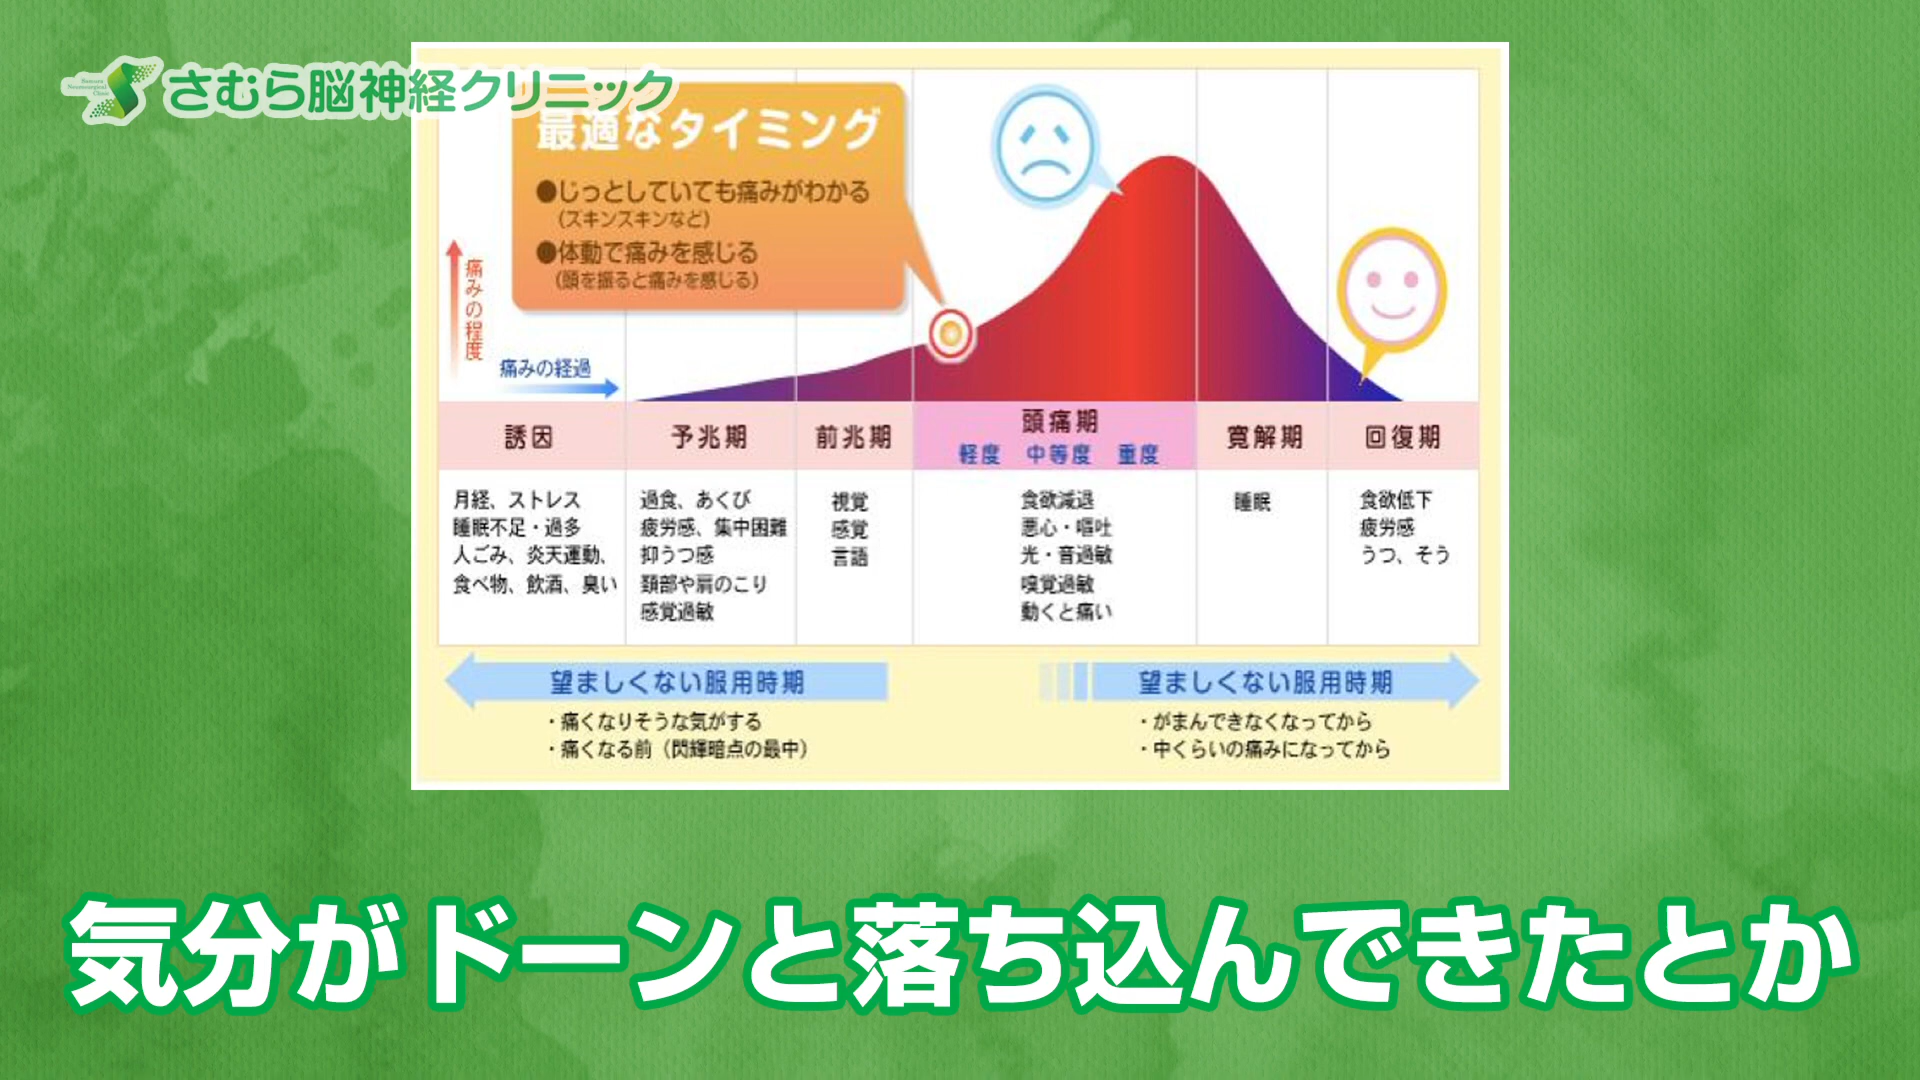 さむら脳神経クリニック
最適なタイミング
●じっとしていても痛みがわかる
(ズキンズキンなど)
●体動で痛みを感じる
(頭を振ると痛みを感じる)
痛みの程度
痛みの経過
誘因
予兆期
前兆期
頭痛期
軽度 中等度 重度
寛解期
回復期
月経、ストレス
睡眠不足・過多
人ごみ、炎天運動、
食べ物、飲酒、臭い
過食、あくび
疲労感、集中困難
抑うつ感
頚部や肩のこり
感覚過敏
視覚
感覚
言語
食欲減退
悪心・嘔吐
光・音過敏
嗅覚過敏
動くと痛い
睡眠
食欲低下
疲労感
うつ、そう
望ましくない服用時期
・痛くなりそうな気がする
・痛くなる前(閃輝暗点の最中)
望ましくない服用時期
・がまんできなくなってから
・中くらいの痛みになってから
気分がドーンと落ち込んできたとか